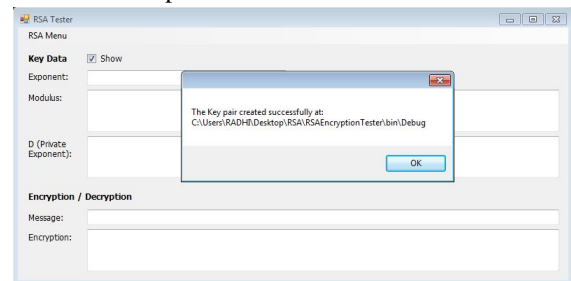 RSA Tester
RSA Menu
Key Data Show
Exponent:
Modulus:
The Key pair created successfully at:
C:\Users\RADHI\Desktop\RSA\RSAEncryptionTester\bin\Debug
D (Private
Exponent):
OK
Encryption / Decryption
Message:
Encryption: